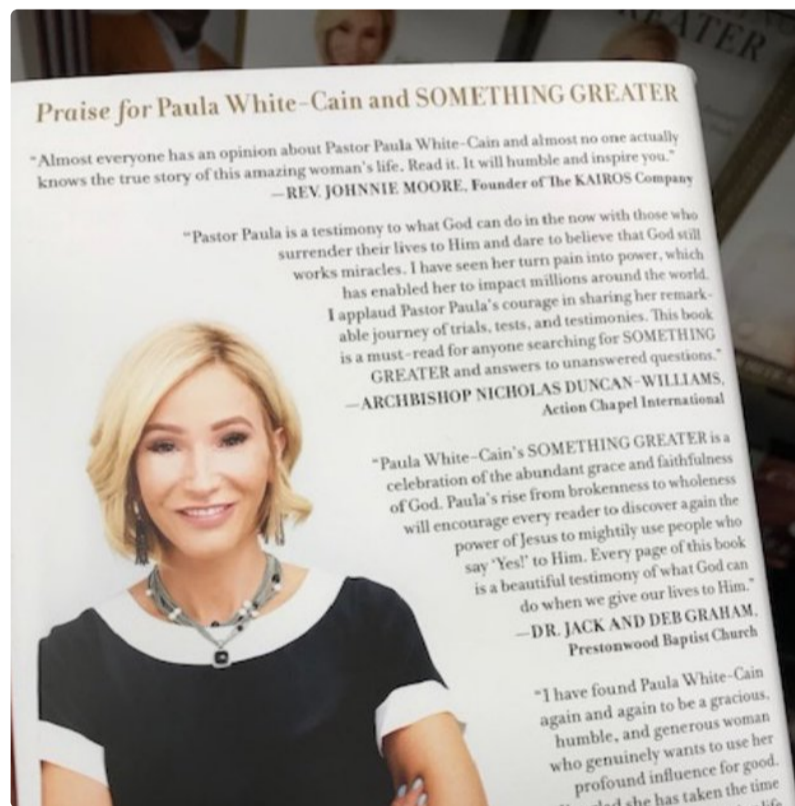 EATER
Praise for Paula White-Cain and SOMETHING GREATER
"Almost everyone has an opinion about Pastor Paula White-Cain and almost no one actually
knows the true story of this amazing woman's life. Read it. It will humble and inspire you."
—REV. JOHNNIE MOORE, Founder of The KAIROS Company
"Pastor Paula is a testimony to what God can do in the now with those who
surrender their lives to Him and dare to believe that God still
works miracles. I have seen her turn pain into power, which
has enabled her to impact millions around the world.
I applaud Pastor Paula's courage in sharing her remark-
able journey of trials, tests, and testimonies. This book
is a must-read for anyone searching for SOMETHING
GREATER and answers to unanswered questions."
—ARCHBISHOP NICHOLAS DUNCAN-WILLIAMS,
Action Chapel International
"Paula White-Cain's SOMETHING GREATER is a
celebration of the abundant grace and faithfulness
of God. Paula's rise from brokenness to wholeness
will encourage every reader to discover again the
power of Jesus to mightily use people who
say 'Yes!' to Him. Every page of this book
is a beautiful testimony of what God can
do when we give our lives to Him."
—DR. JACK AND DEB GRAHAM,
Prestonwood Baptist Church
"I have found Paula White-Cain
again and again to be a gracious,
humble, and generous woman
who genuinely wants to use her
profound influence for good.
she has taken the time